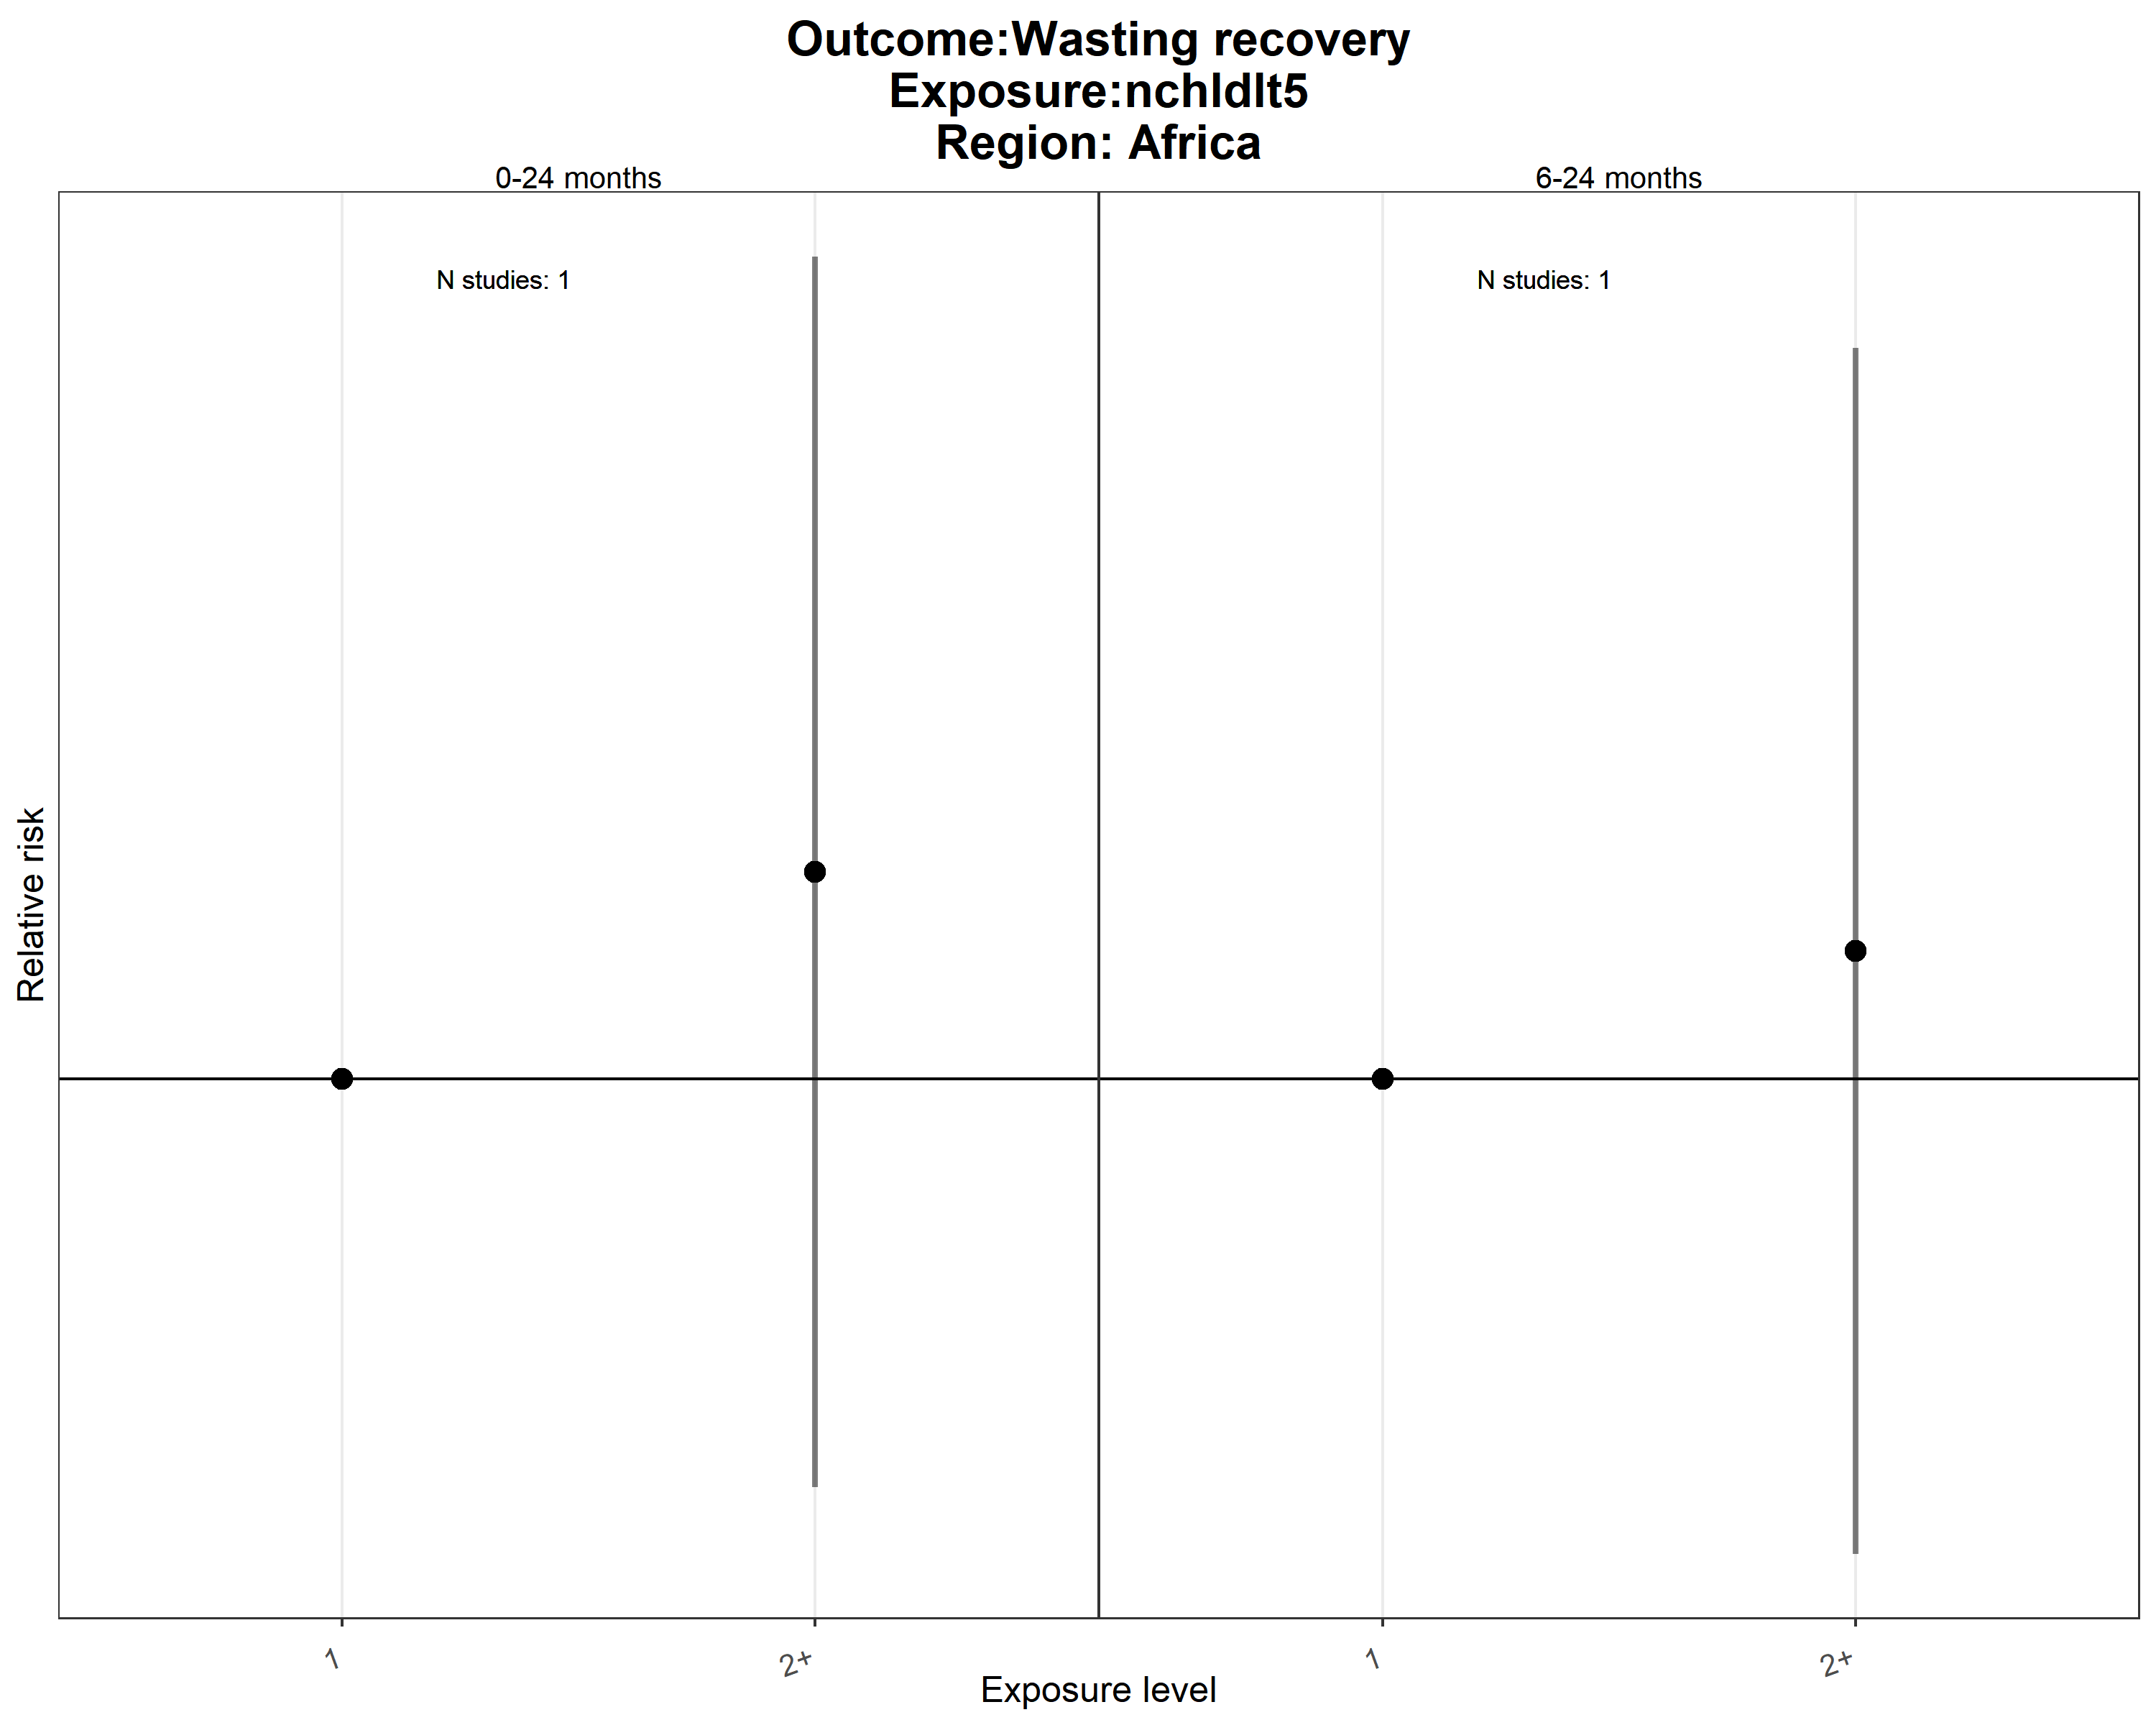 Outcome:Wasting recovery
Exposure:nchldlt5
Region: Africa
0-24 months
6-24 months
N studies: 1
N studies: 1
Relative risk
1
2+
1
2+
Exposure level